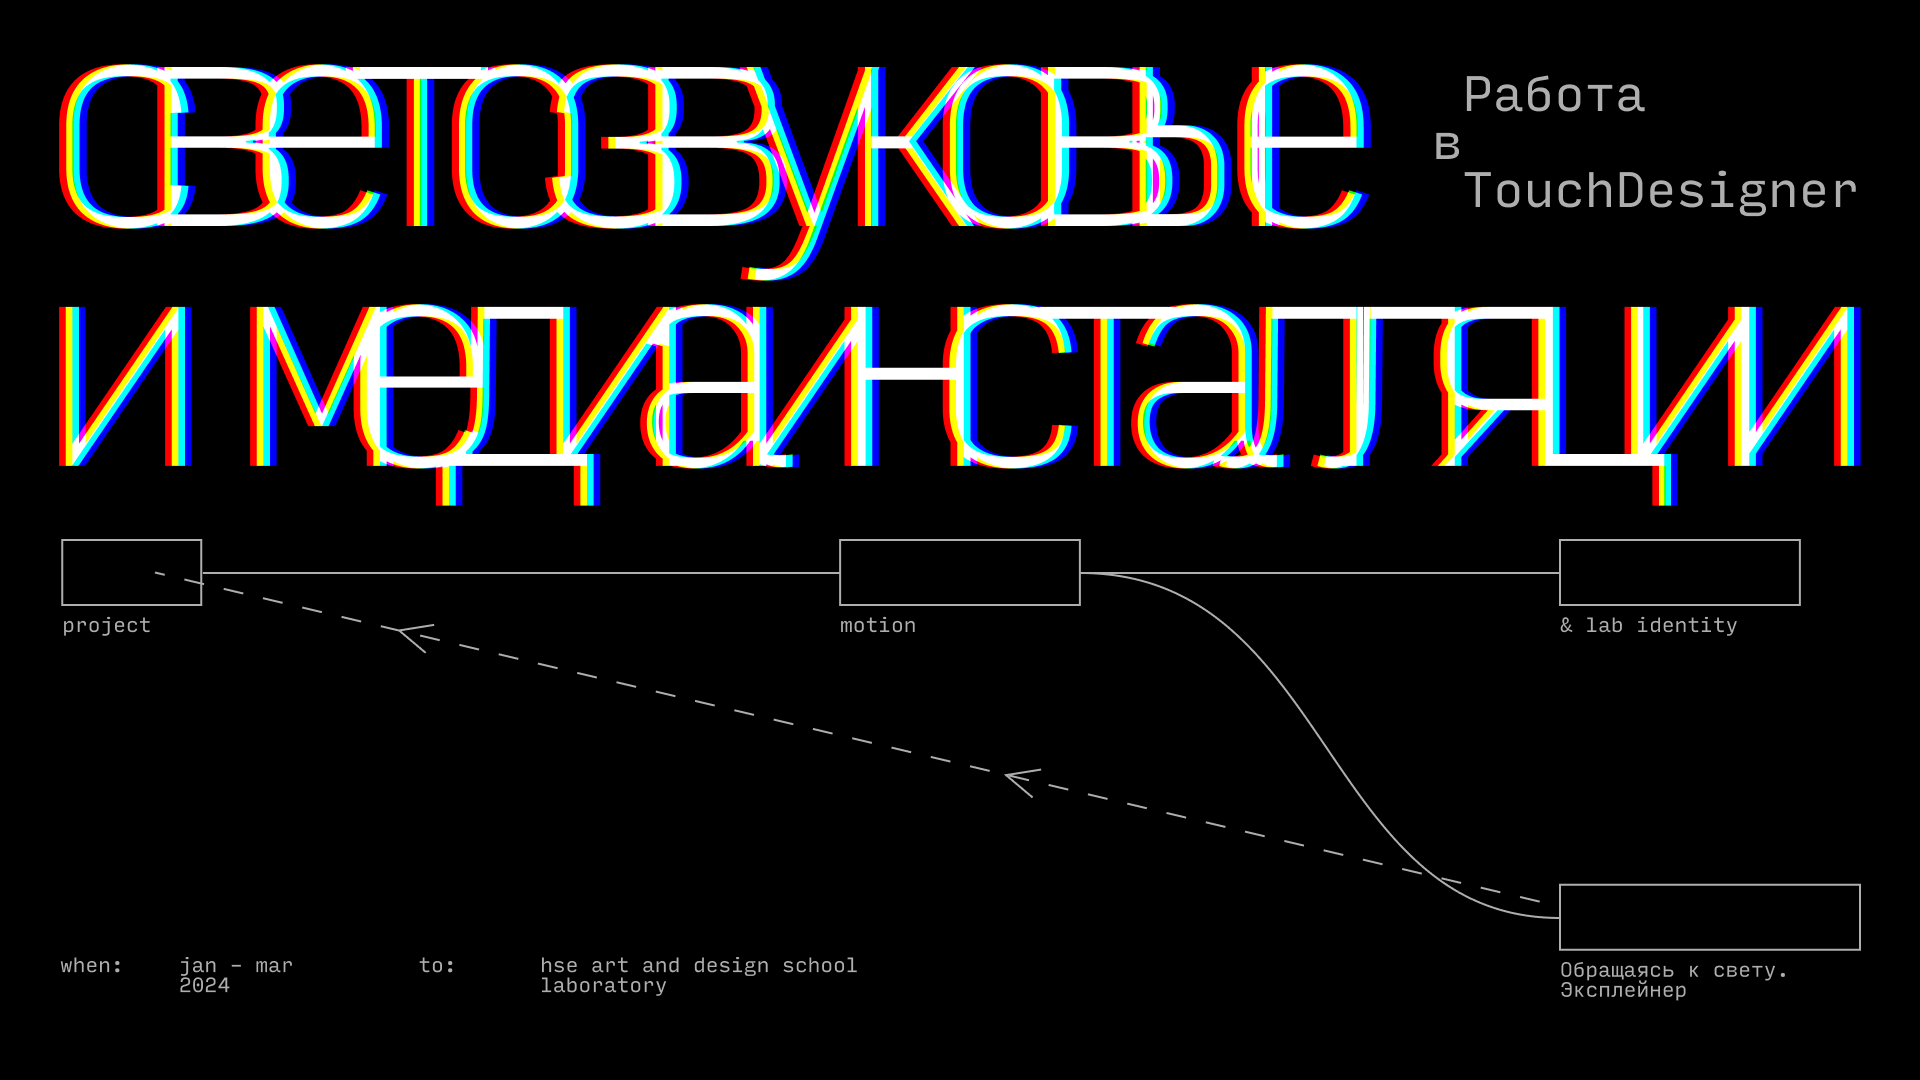 светозвуковые
Работа
в
TouchDesigner
и медиаинсталляции
project
motion
& lab identity
when:
jan – mar
2024
to:
hse art and design school
laboratory
Обращаясь к свету.
Эксплейнер